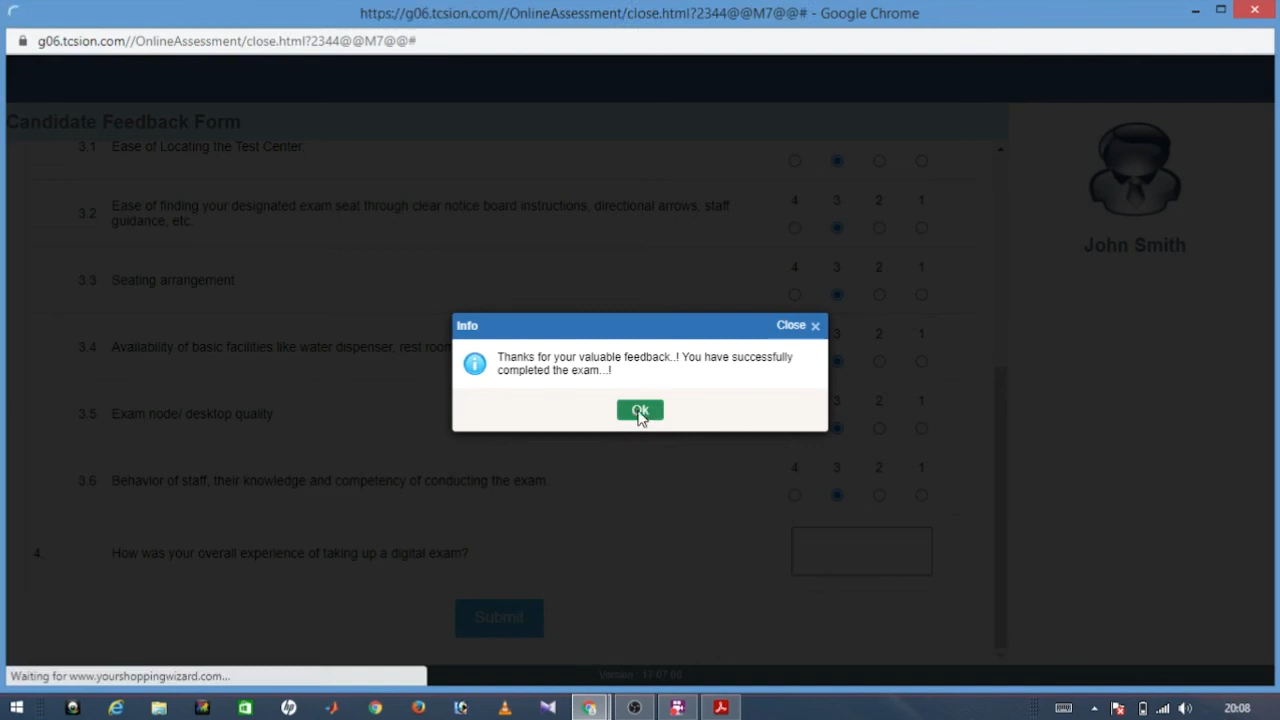 https://g06.tcsion.com//OnlineAssessment/close.html?2344@@M7@@# - Google Chrome
g06.tcsion.com//OnlineAssessment/close.html?2344@@M7@@#
Candidate Feedback Form
3.1 Ease of Locating the Test Center.
4 3 2 1
3.2 Ease of finding your designated exam seat through clear notice board instructions, directional arrows, staff
guidance, etc.
John Smith
4 3 2 1
3.3 Seating arrangement
3 2 1
3.4 Availability of basic facilities like water dispenser, rest room
Info Close ×
Thanks for your valuable feedback..! You have successfully
completed the exam...!
Ok
3 2 1
3.5 Exam node/ desktop quality
4 3 2 1
3.6 Behavior of staff, their knowledge and competency of conducting the exam.
4. How was your overall experience of taking up a digital exam?
Submit
Version : 17.07.06
Waiting for www.yourshoppingwizard.com...
20:08